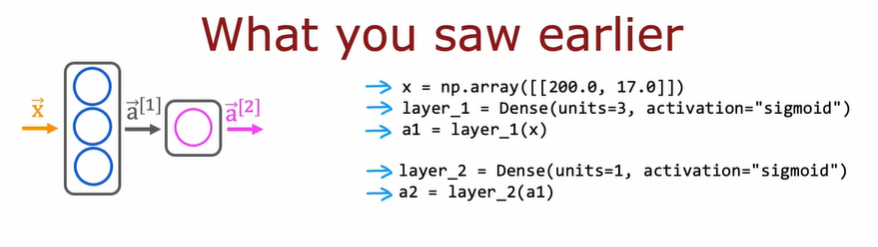 What you saw earlier
x⃗
a⃗[1]
a⃗[2]
x = np.array([[200.0, 17.0]])
layer_1 = Dense(units=3, activation="sigmoid")
a1 = layer_1(x)
layer_2 = Dense(units=1, activation="sigmoid")
a2 = layer_2(a1)